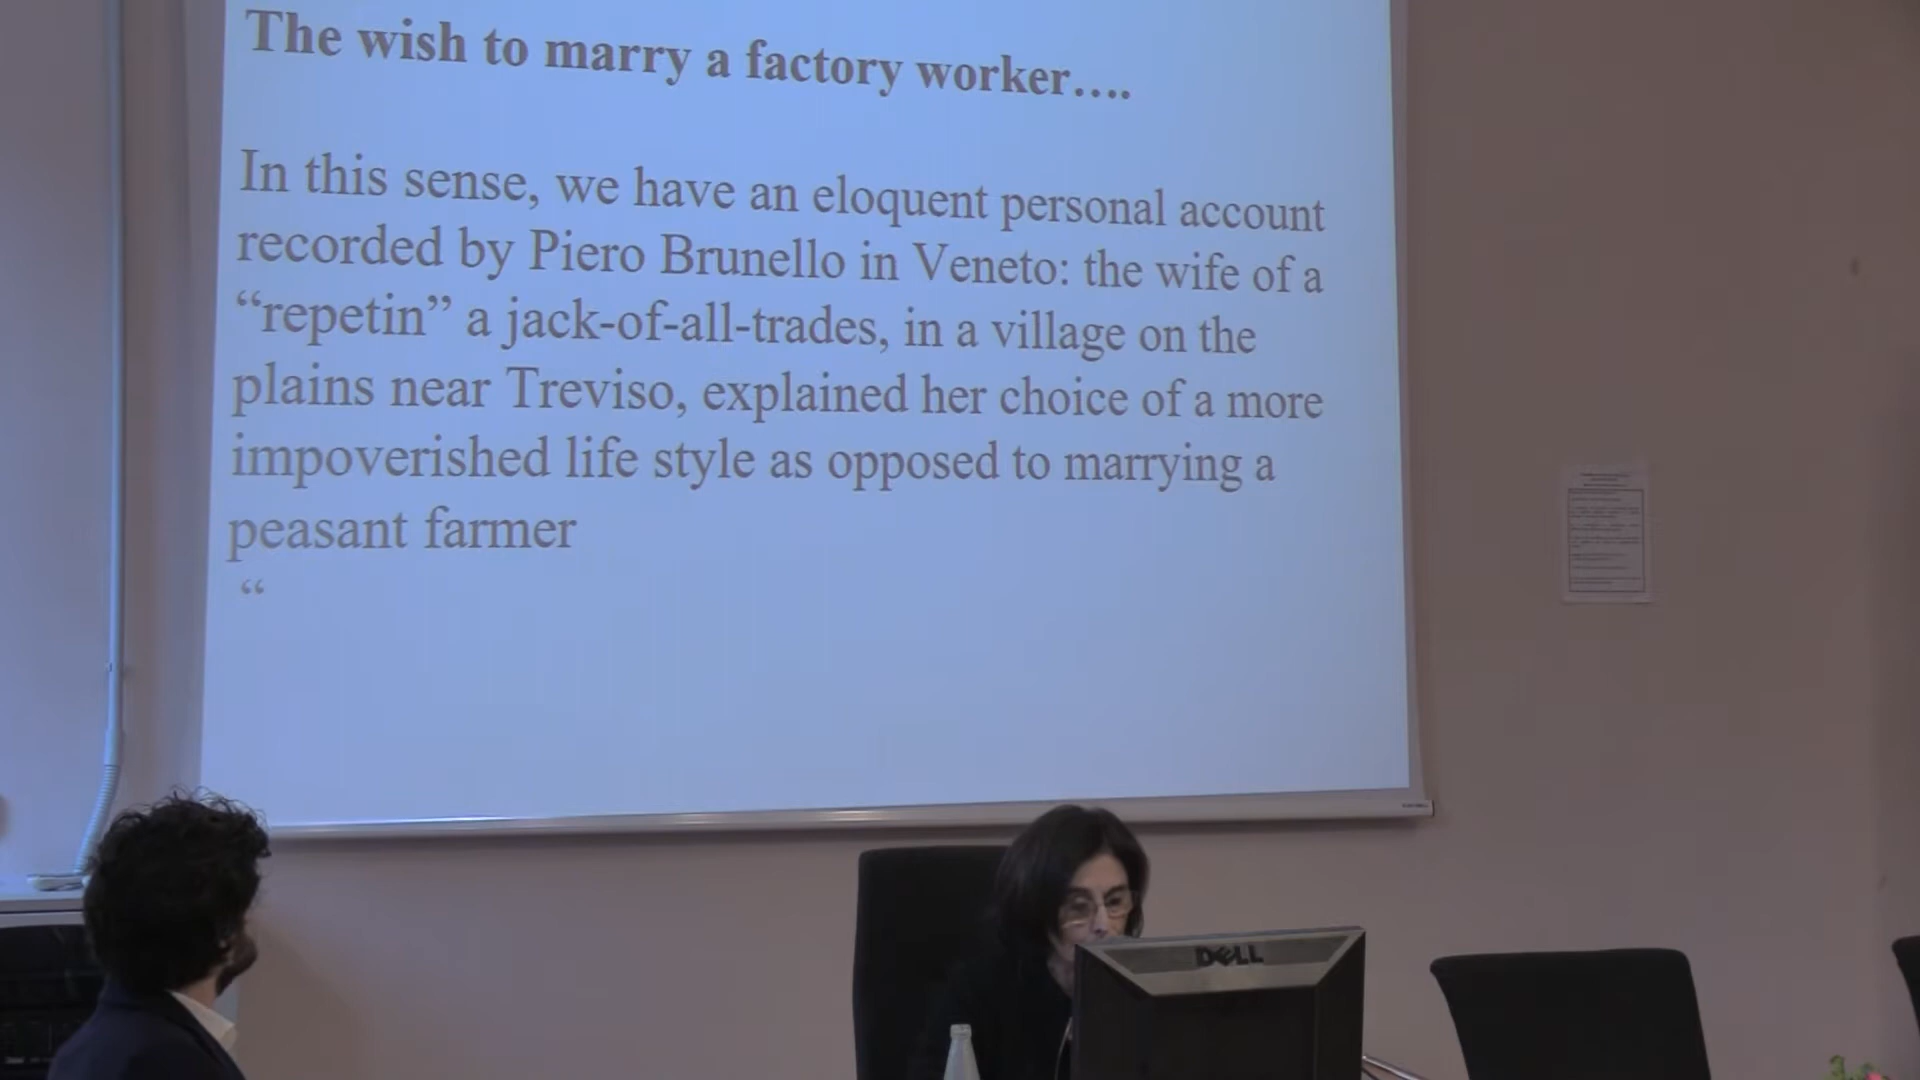 The wish to marry a factory worker….
In this sense, we have an eloquent personal account
recorded by Piero Brunello in Veneto: the wife of a
“repetin” a jack-of-all-trades, in a village on the
plains near Treviso, explained her choice of a more
impoverished life style as opposed to marrying a
peasant farmer
“
DELL